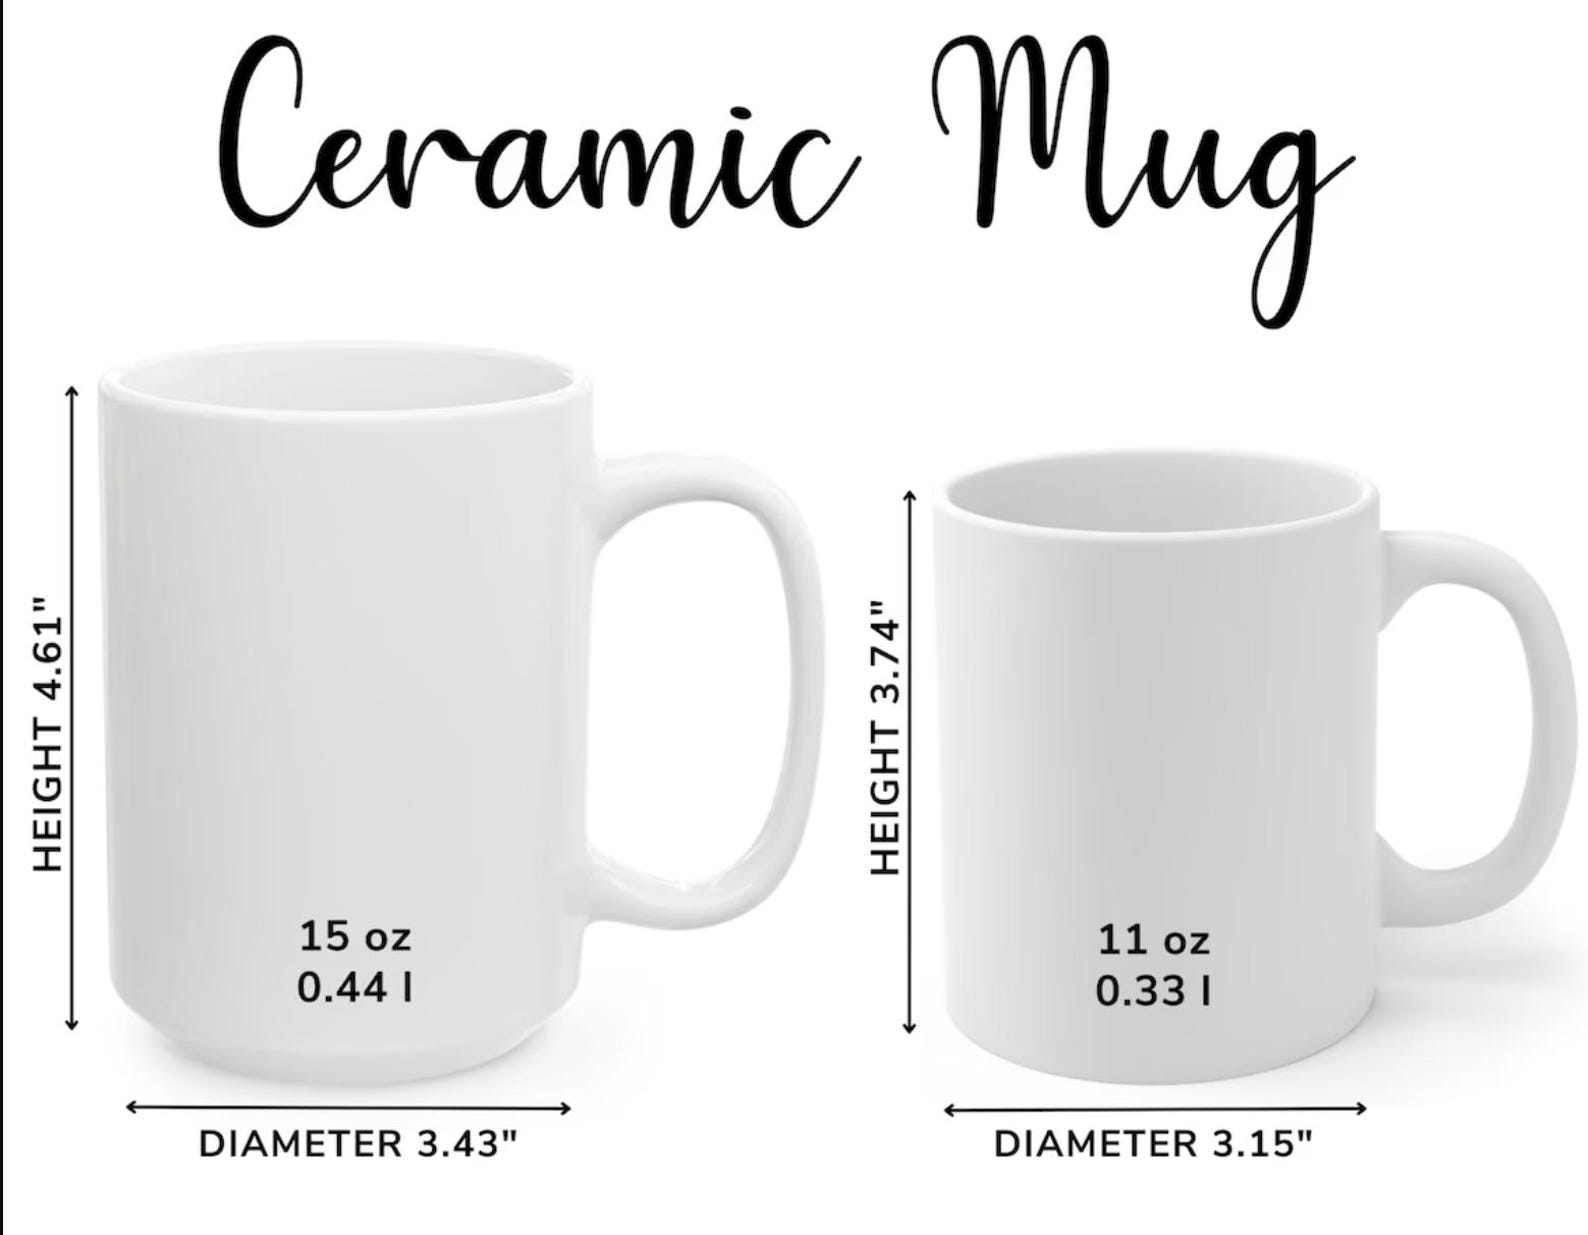 Ceramic Mug
HEIGHT 4.61"
15 oz
0.44 l
DIAMETER 3.43"
HEIGHT 3.74"
11 oz
0.33 l
DIAMETER 3.15"